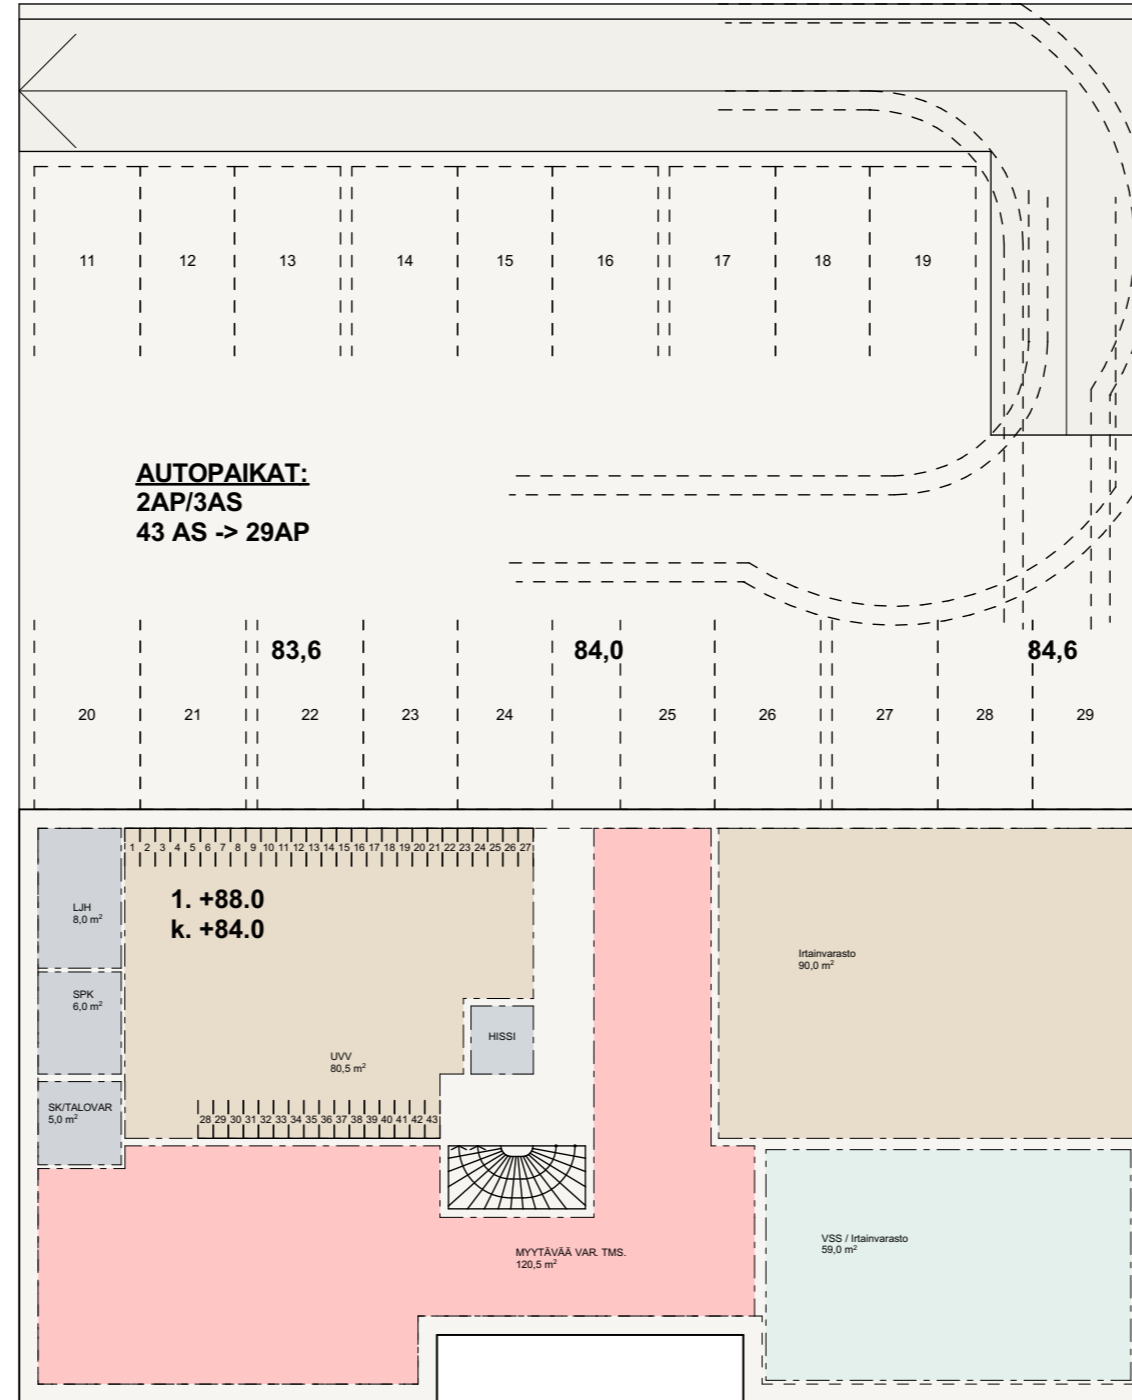 11 12 13 14 15 16 17 18 19
AUTOPAIKAT:
2AP/3AS
43 AS -> 29AP
83,6 84,0 84,6
20 21 22 23 24 25 26 27 28 29
1 2 3 4 5 6 7 8 9 10 11 12 13 14 15 16 17 18 19 20 21 22 23 24 25 26 27
1. +88.0
k. +84.0
LJH
8,0 m²
Irtainvarasto
90,0 m²
SPK
6,0 m²
HISSI
UVV
80,5 m²
SK/TALOVAR
5,0 m²
28 29 30 31 32 33 34 35 36 37 38 39 40 41 42 43
MYYTÄVÄÄ VAR. TMS.
120,5 m²
VSS / Irtainvarasto
59,0 m²